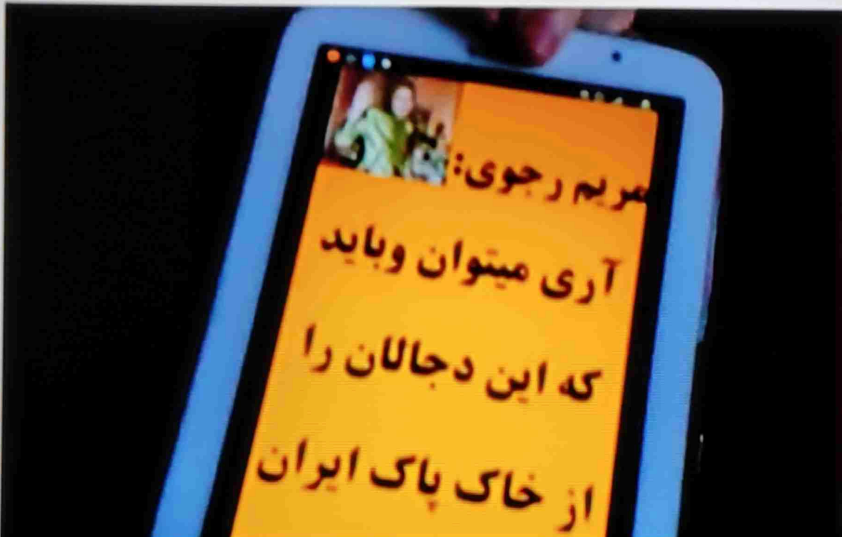 مریم رجوی:
آری میتوان وباید
که این دجالان را
از خاک پاک ایران